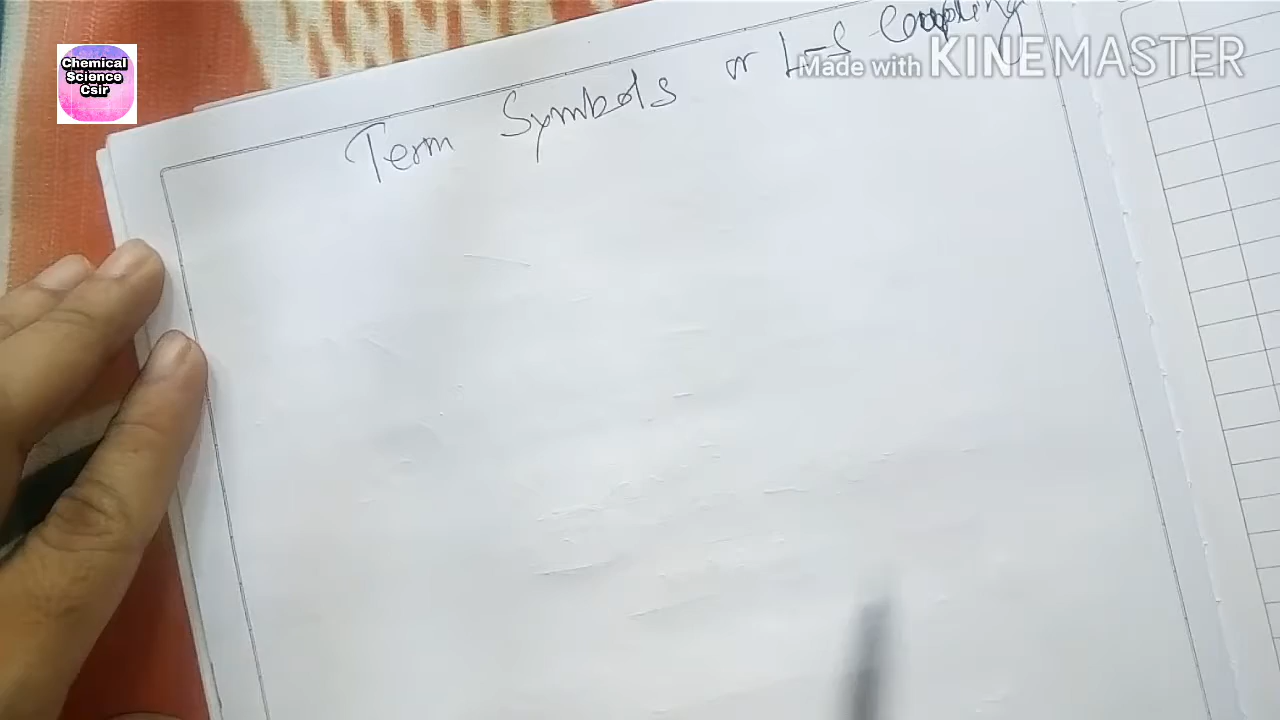 Chemical
Science
Csir
Made with KINEMASTER
Term Symbols or L-S Coupling